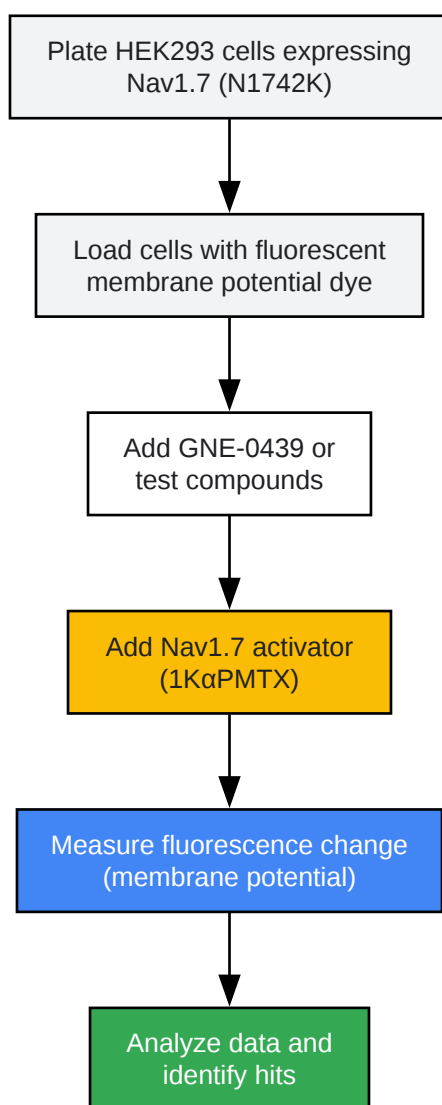 Plate HEK293 cells expressing
Nav1.7 (N1742K)
Load cells with fluorescent
membrane potential dye
Add GNE-0439 or
test compounds
Add Nav1.7 activator
(1KαPMTX)
Measure fluorescence change
(membrane potential)
Analyze data and
identify hits